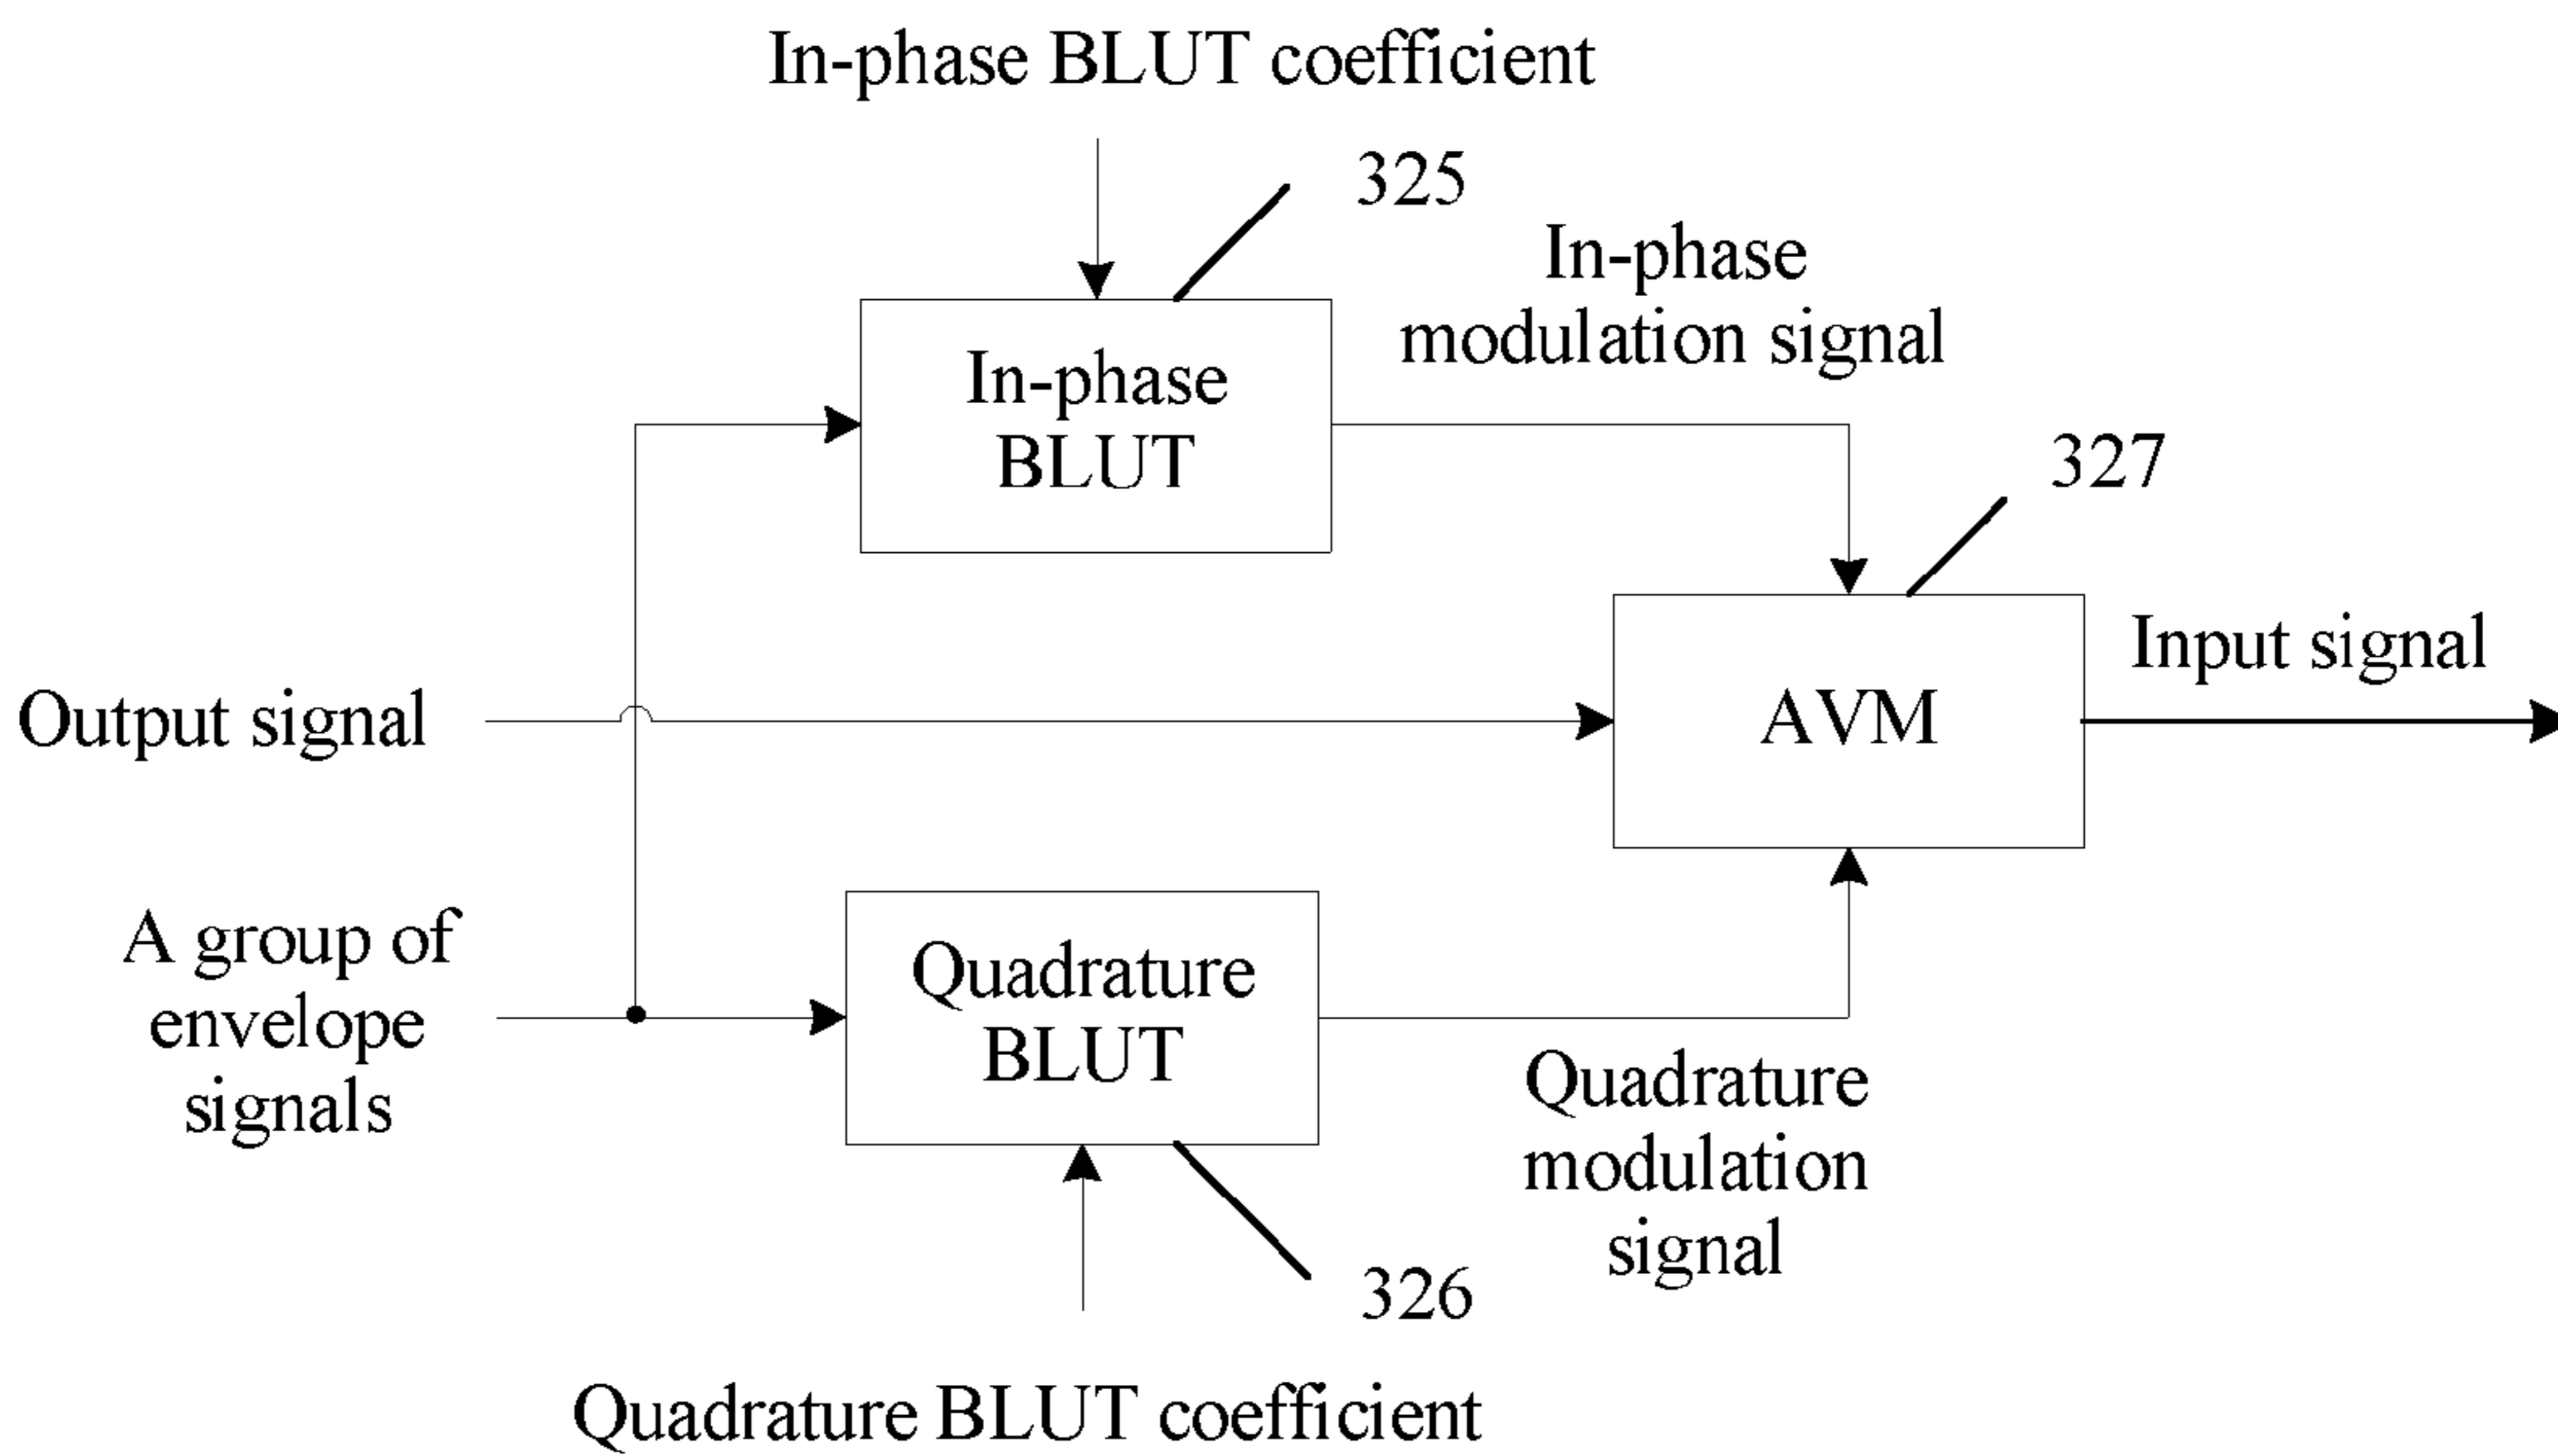 In-phase BLUT coefficient
325
In-phase
modulation signal
In-phase
BLUT
327
Input signal
Output signal
AVM
A group of
envelope
signals
Quadrature
BLUT
Quadrature
modulation
signal
326
Quadrature BLUT coefficient